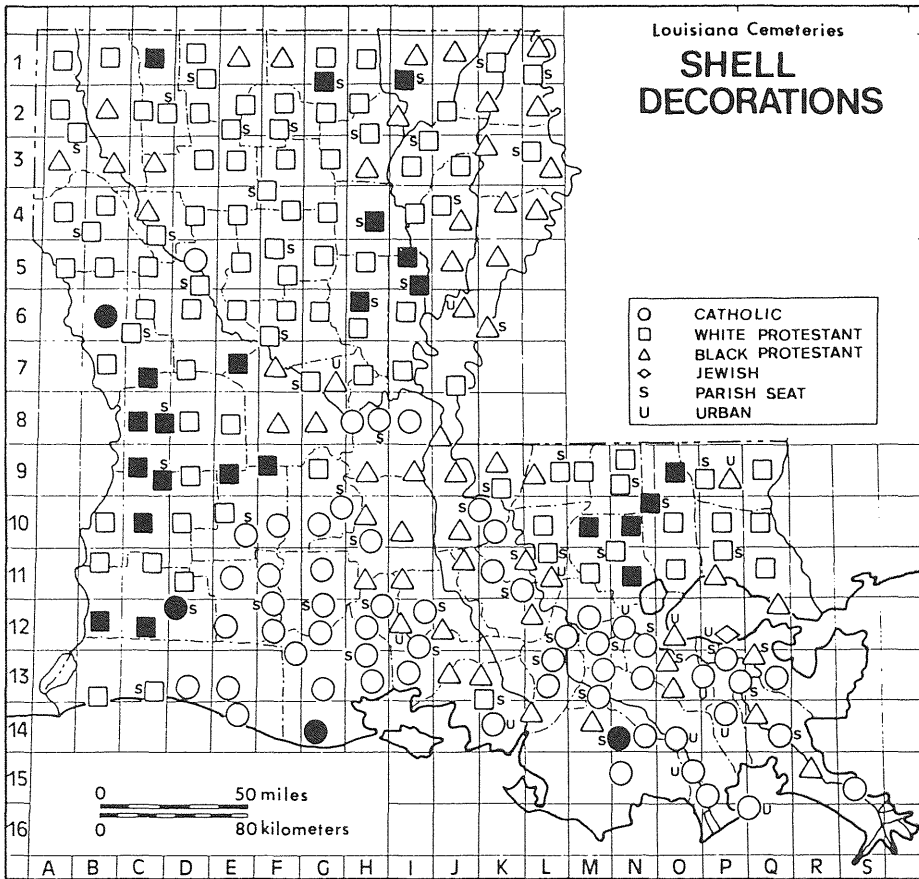 Louisiana Cemeteries
SHELL
DECORATIONS
CATHOLIC
WHITE PROTESTANT
BLACK PROTESTANT
JEWISH
S PARISH SEAT
U URBAN
1
2
3
4
5
6
7
8
9
10
11
12
13
14
15
16
0 50 miles
0 80 kilometers
A B C D E F G H I J K L M N O P Q R S